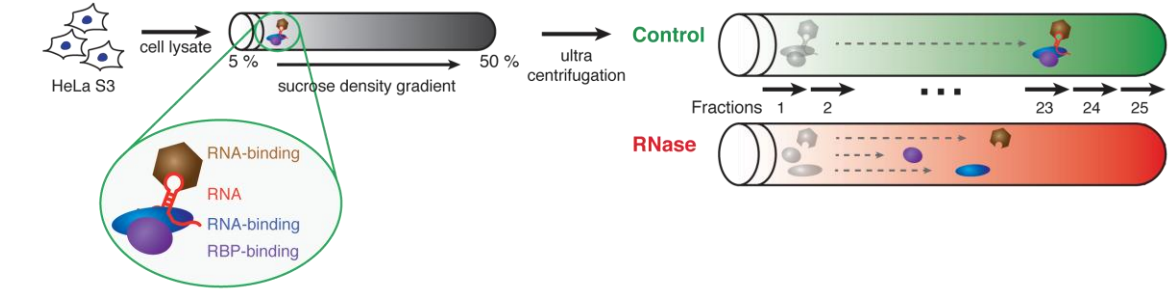 HeLa S3
cell lysate
5 %
50 %
sucrose density gradient
ultra
centrifugation
Control
Fractions
1
2
...
23
24
25
RNase
RNA-binding
RNA
RNA-binding
RBP-binding